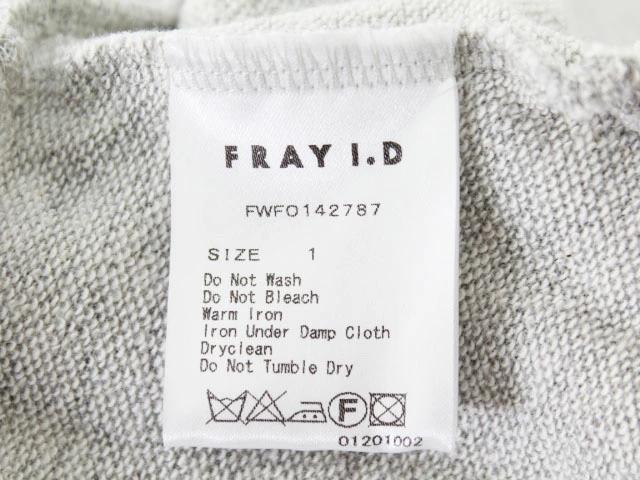 FRAY I.D
FWFO142787
SIZE 1
Do Not Wash
Do Not Bleach
Warm Iron
Iron Under Damp Cloth
Dryclean
Do Not Tumble Dry
F
01201002